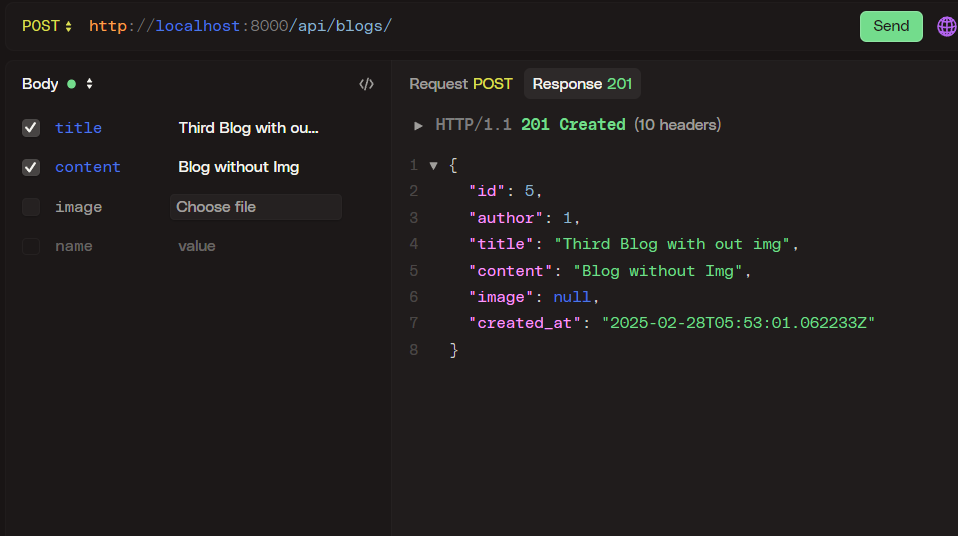 POST http://localhost:8000/api/blogs/ Send
Body
title Third Blog with ou...
content Blog without Img
image Choose file
name value
Request POST Response 201
HTTP/1.1 201 Created (10 headers)
1 {
2 "id": 5,
3 "author": 1,
4 "title": "Third Blog with out img",
5 "content": "Blog without Img",
6 "image": null,
7 "created_at": "2025-02-28T05:53:01.062233Z"
8 }